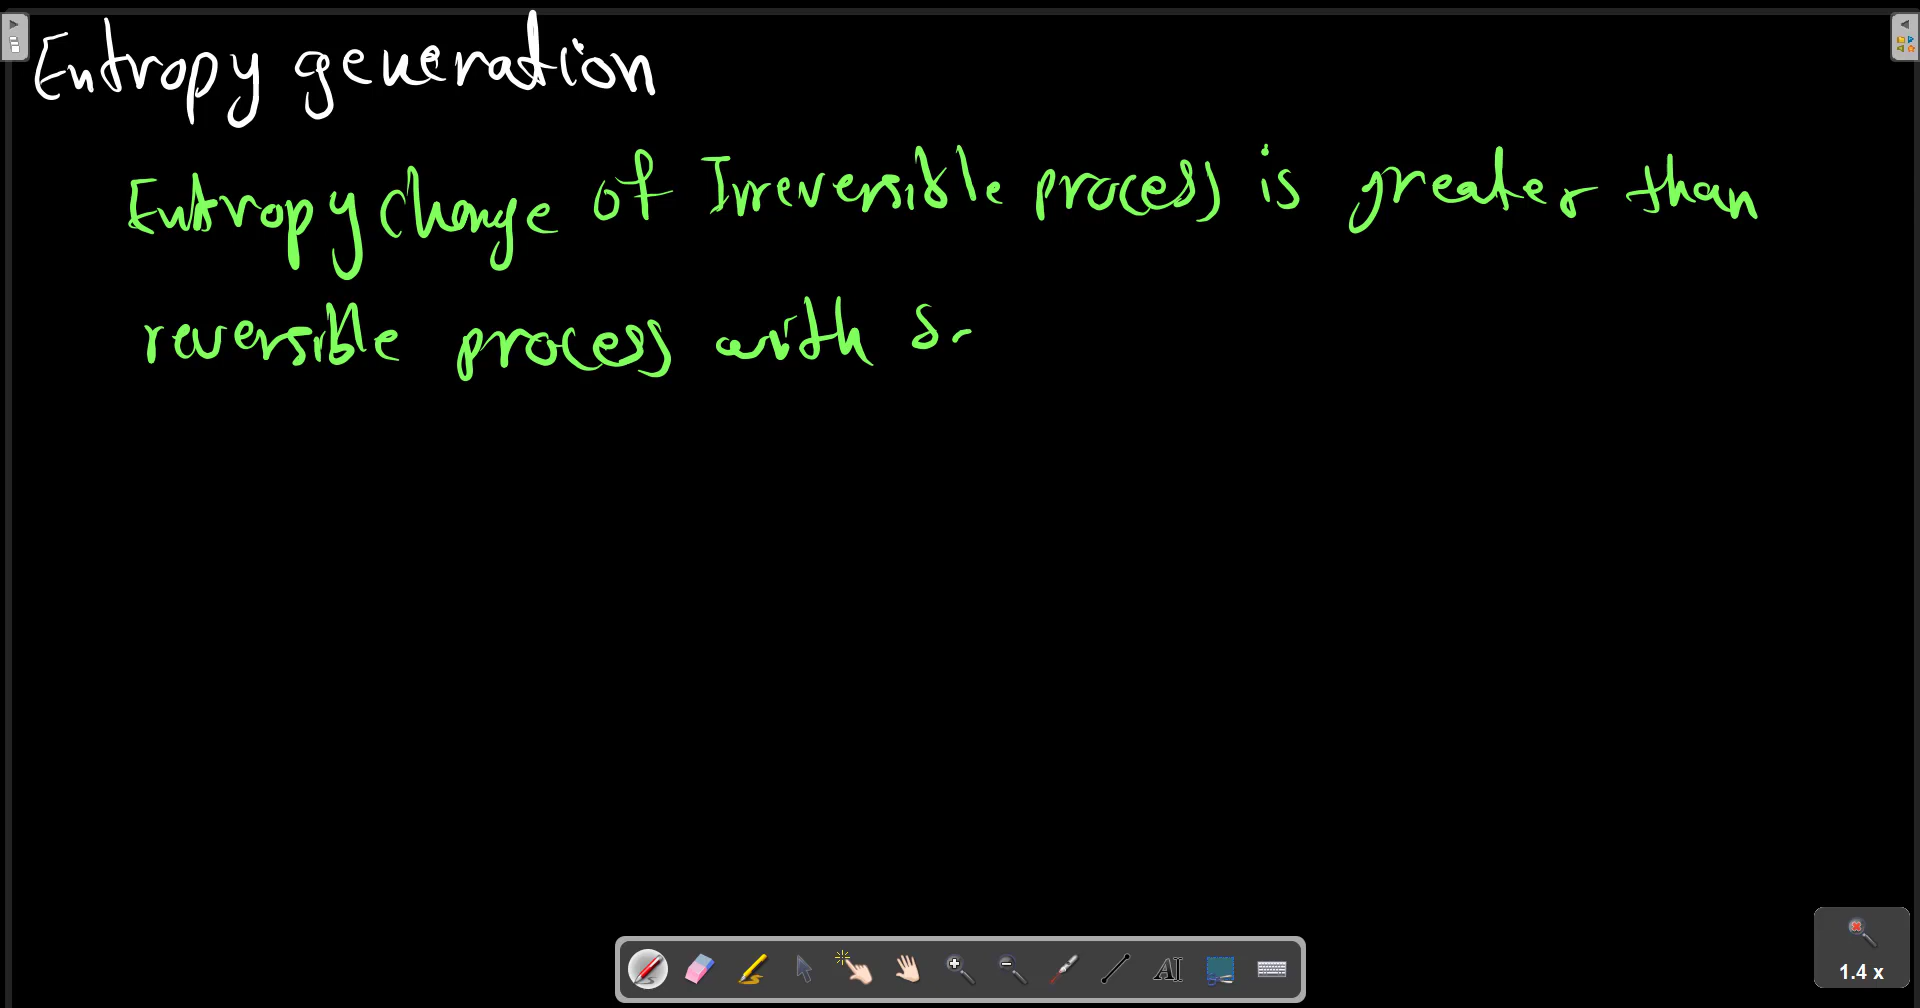 Entropy generation
Entropy change of Irreversible process is greater than
reversible process with s
1.4 x